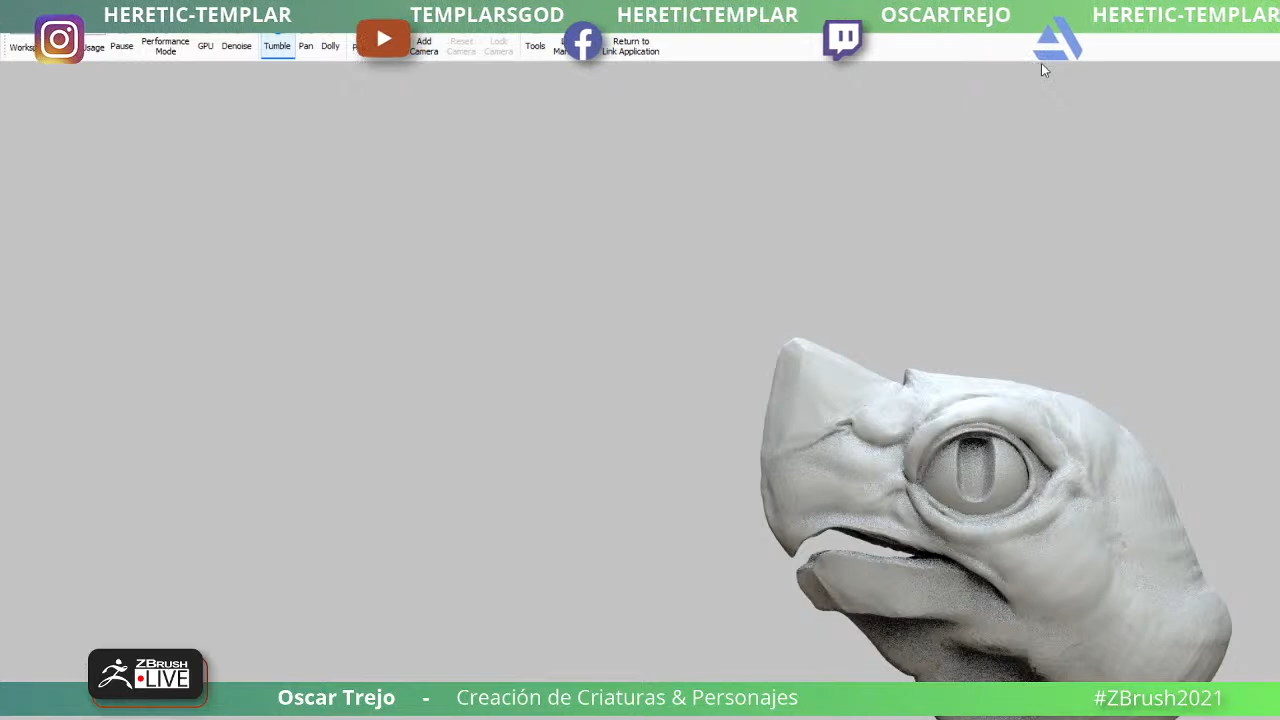 HERETIC-TEMPLAR
TEMPLARSGOD
HERETICTEMPLAR
OSCARTREJO
HERETIC-TEMPLAR
Pause
Performance Mode
GPU
Denoise
Tumble
Pan
Dolly
Add Camera
Reset Camera
Lock Camera
Tools
Return to Link Application
ZBRUSH
LIVE
Oscar Trejo - Creación de Criaturas & Personajes
#ZBrush2021